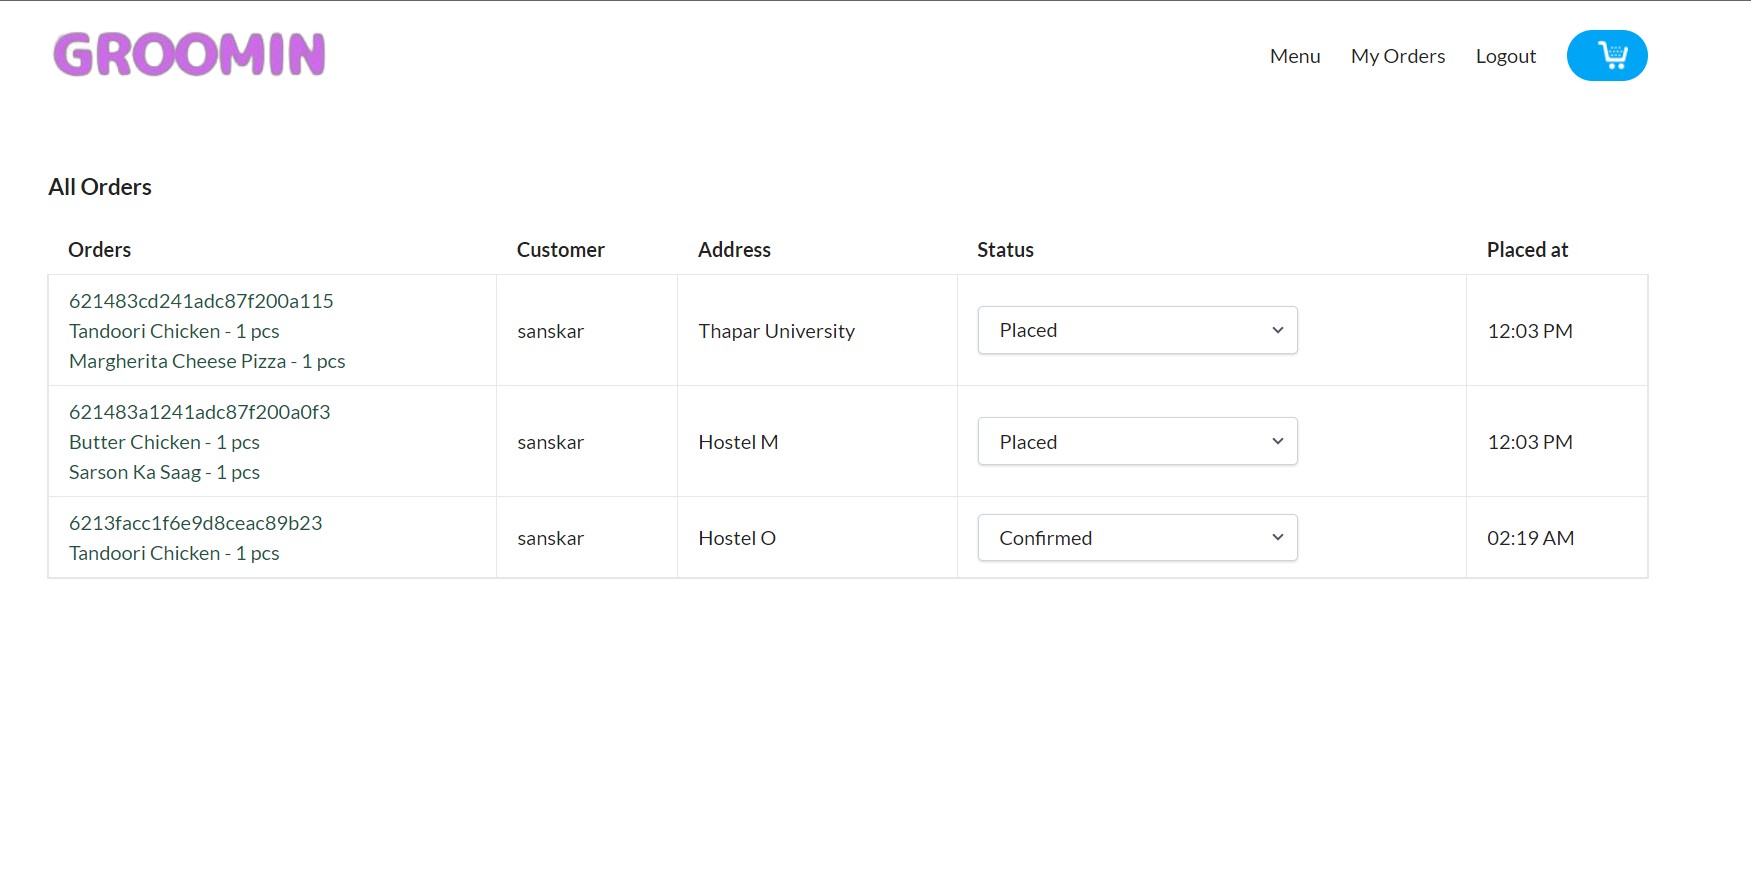 GROOMIN
Menu My Orders Logout
All Orders
Orders Customer Address Status Placed at
621483cd241adc87f200a115
Tandoori Chicken - 1 pcs
Margherita Cheese Pizza - 1 pcs
sanskar
Thapar University
Placed
12:03 PM
621483a1241adc87f200a0f3
Butter Chicken - 1 pcs
Sarson Ka Saag - 1 pcs
sanskar
Hostel M
Placed
12:03 PM
6213facc1f6e9d8ceac89b23
Tandoori Chicken - 1 pcs
sanskar
Hostel O
Confirmed
02:19 AM